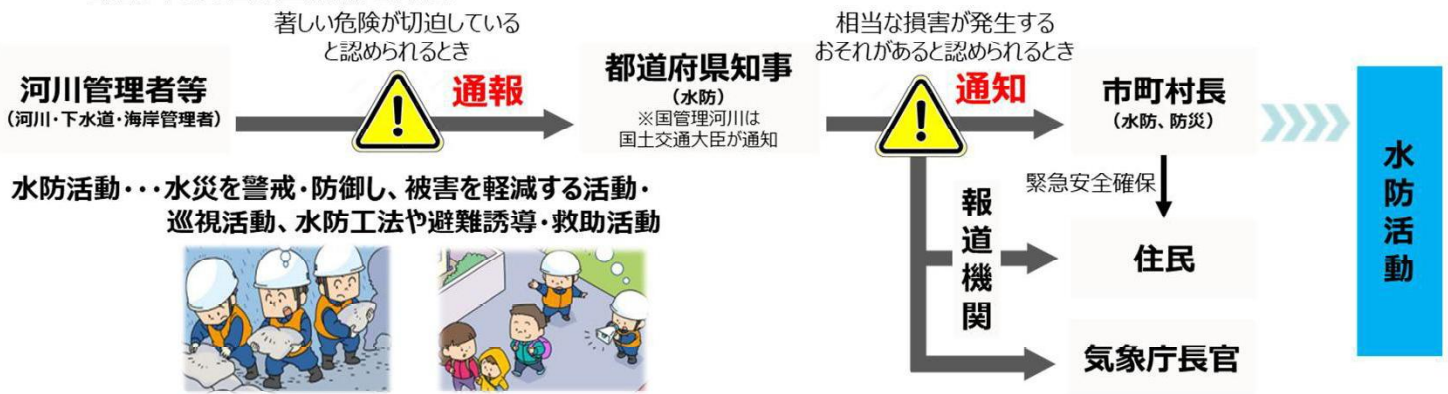 著しい危険が切迫している
と認められるとき
相当な損害が発生する
おそれがあると認められるとき
河川管理者等
(河川・下水道・海岸管理者)
通報
都道府県知事
(水防)
※国管理河川は
国土交通大臣が通知
通知
市町村長
(水防、防災)
水防活動
水防活動・・・水災を警戒・防御し、被害を軽減する活動・
巡視活動、水防工法や避難誘導・救助活動
緊急安全確保
報道機関
住民
気象庁長官